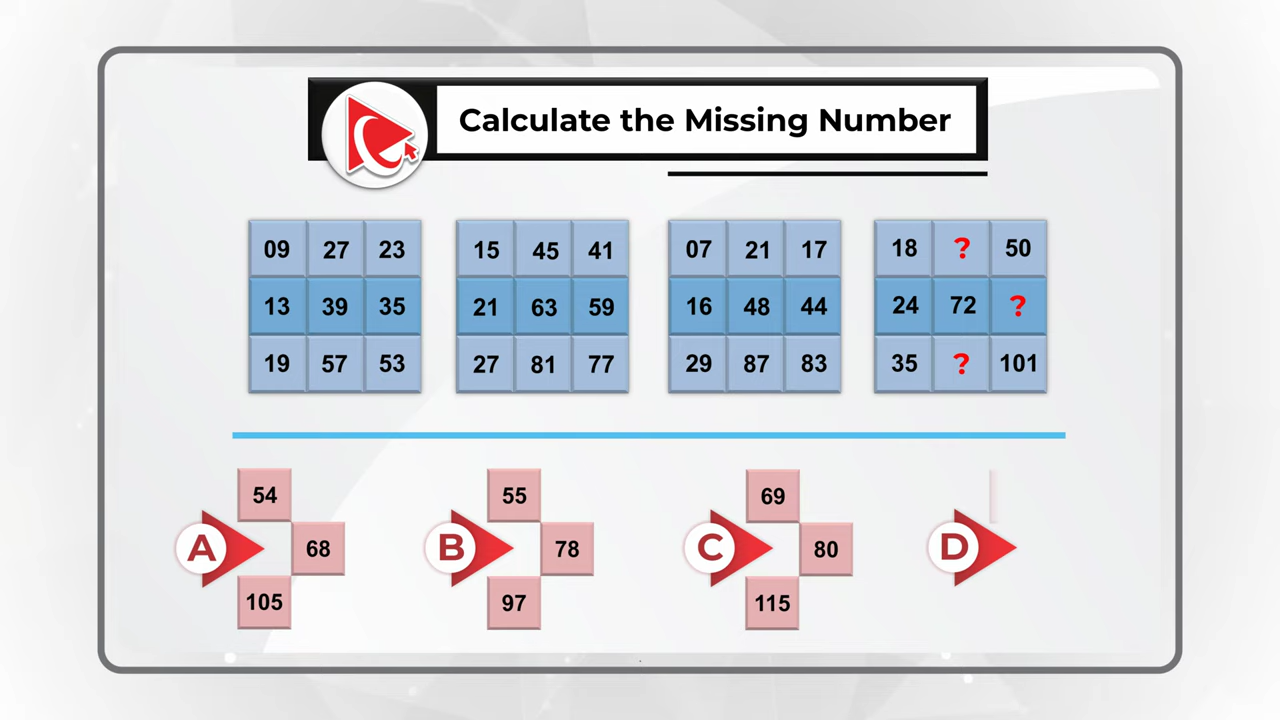 Calculate the Missing Number
09 27 23 15 45 41 07 21 17 18 ? 50
13 39 35 21 63 59 16 48 44 24 72 ?
19 57 53 27 81 77 29 87 83 35 ? 101
54 55 69
A 68 B 78 C 80 D
105 97 115